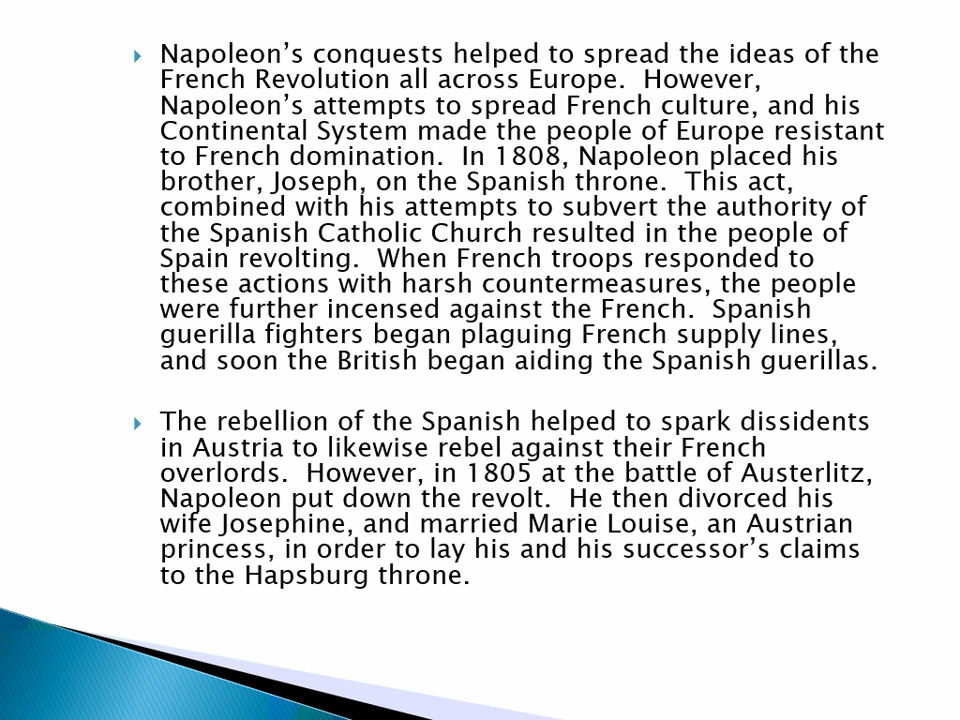 Napoleon’s conquests helped to spread the ideas of the
French Revolution all across Europe.  However,
Napoleon’s attempts to spread French culture, and his
Continental System made the people of Europe resistant
to French domination.  In 1808, Napoleon placed his
brother, Joseph, on the Spanish throne.  This act,
combined with his attempts to subvert the authority of
the Spanish Catholic Church resulted in the people of
Spain revolting.  When French troops responded to
these actions with harsh countermeasures, the people
were further incensed against the French.  Spanish
guerilla fighters began plaguing French supply lines,
and soon the British began aiding the Spanish guerillas.
The rebellion of the Spanish helped to spark dissidents
in Austria to likewise rebel against their French
overlords.  However, in 1805 at the battle of Austerlitz,
Napoleon put down the revolt.  He then divorced his
wife Josephine, and married Marie Louise, an Austrian
princess, in order to lay his and his successor’s claims
to the Hapsburg throne.